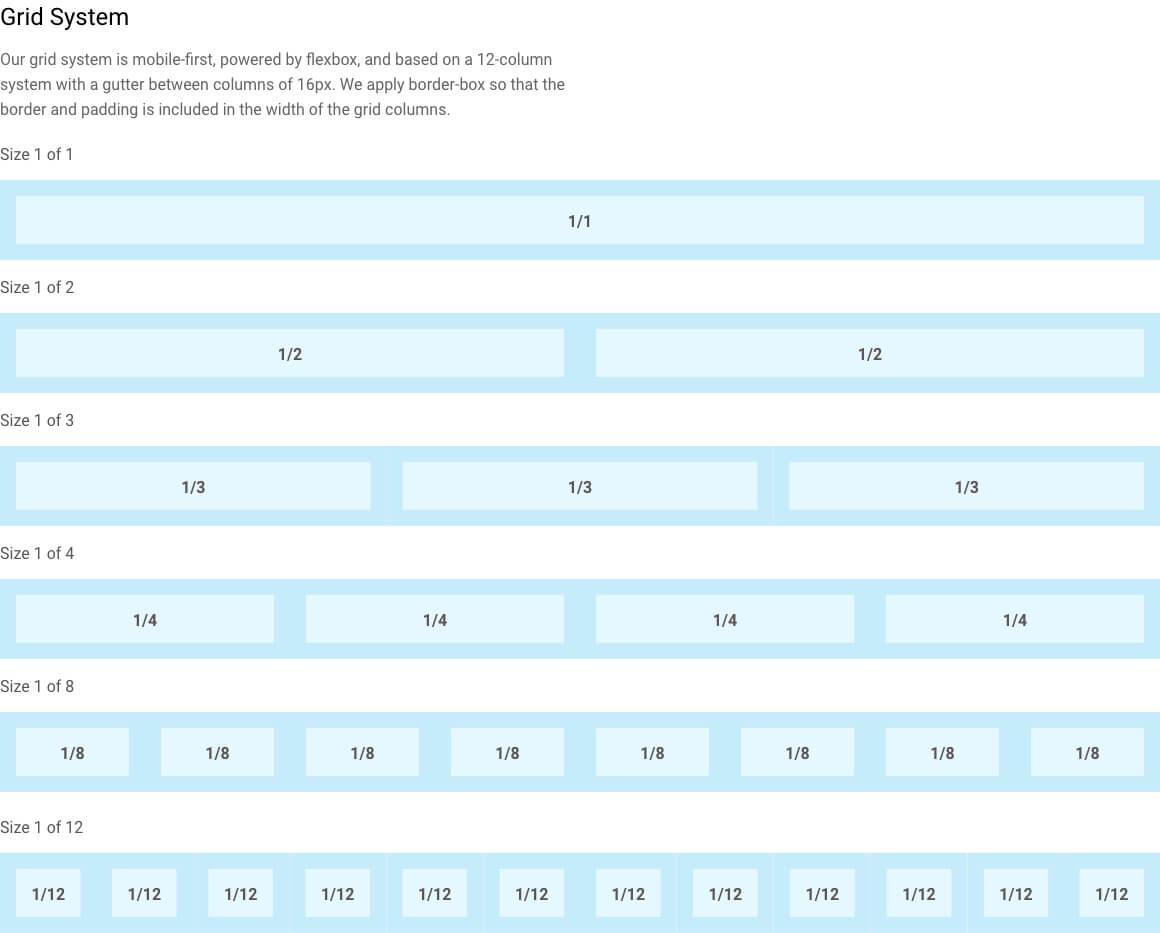 Grid System
Our grid system is mobile-first, powered by flexbox, and based on a 12-column
system with a gutter between columns of 16px. We apply border-box so that the
border and padding is included in the width of the grid columns.
Size 1 of 1
1/1
Size 1 of 2
1/2 1/2
Size 1 of 3
1/3 1/3 1/3
Size 1 of 4
1/4 1/4 1/4 1/4
Size 1 of 8
1/8 1/8 1/8 1/8 1/8 1/8 1/8 1/8
Size 1 of 12
1/12 1/12 1/12 1/12 1/12 1/12 1/12 1/12 1/12 1/12 1/12 1/12